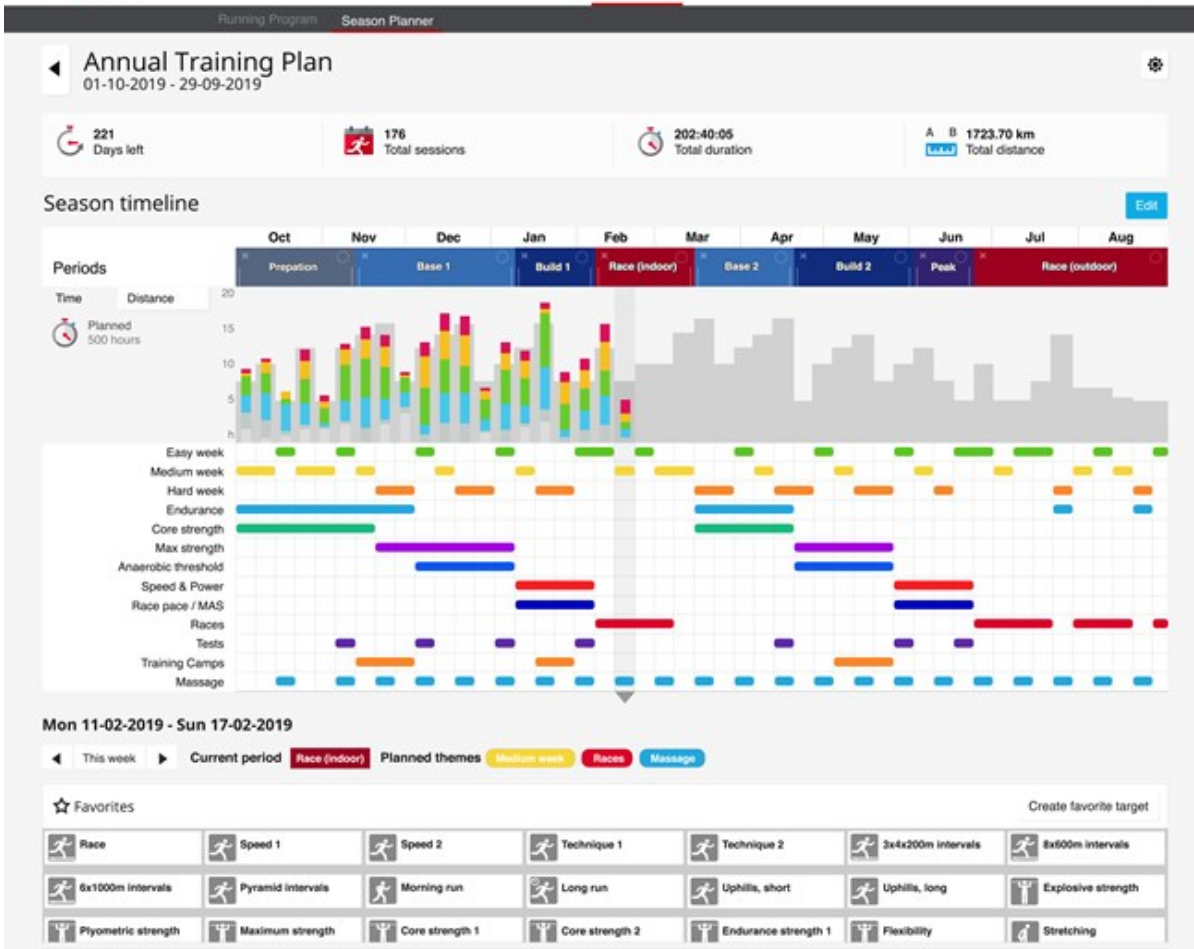 Running Program Season Planner
Annual Training Plan
01-10-2019 - 29-09-2019
221
Days left
176
Total sessions
202:40:05
Total duration
A B 1723.70 km
Total distance
Season timeline
Edit
Oct Nov Dec Jan Feb Mar Apr May Jun Jul Aug
Periods
Prepation Base 1 Build 1 Race (indoor) Base 2 Build 2 Peak Race (outdoor)
Time Distance
Planned
500 hours
20
15
10
5
h
Easy week
Medium week
Hard week
Endurance
Core strength
Max strength
Anaerobic threshold
Speed & Power
Race pace / MAS
Races
Tests
Training Camps
Massage
Mon 11-02-2019 - Sun 17-02-2019
This week Current period Race (indoor) Planned themes Medium week Races Massage
Favorites Create favorite target
Race Speed 1 Speed 2 Technique 1 Technique 2 3x4x200m intervals 8x600m intervals
6x1000m intervals Pyramid intervals Morning run Long run Uphills, short Uphills, long Explosive strength
Plyometric strength Maximum strength Core strength 1 Core strength 2 Endurance strength 1 Flexibility Stretching